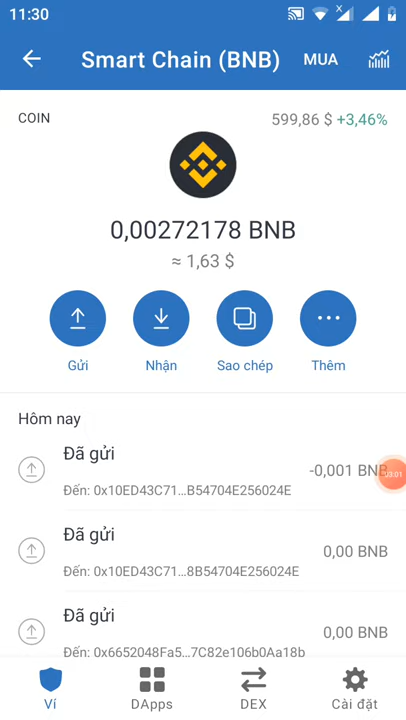 11:30
Smart Chain (BNB) MUA
COIN 599,86 $ +3,46%
0,00272178 BNB
≈ 1,63 $
Gửi Nhận Sao chép Thêm
Hôm nay
Đã gửi
-0,001 BNB
03:01
Đến: 0x10ED43C71...B54704E256024E
Đã gửi
0,00 BNB
Đến: 0x10ED43C71...8B54704E256024E
Đã gửi
0,00 BNB
Đến: 0x6652048Fa5...7C82e106b0Aa18b
Ví DApps DEX Cài đặt